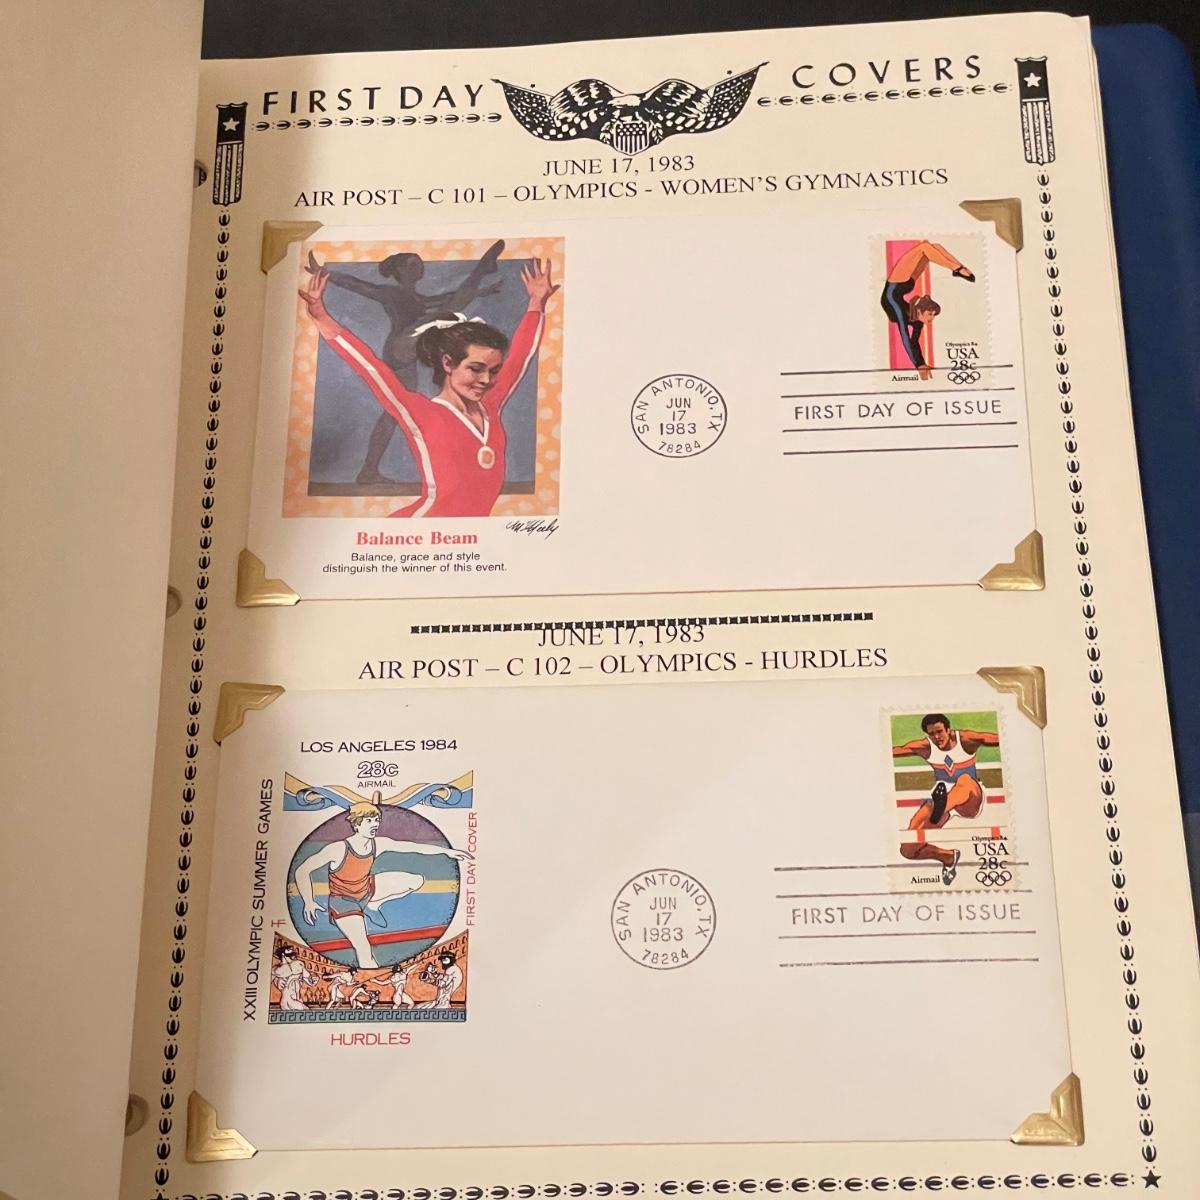 FIRST DAY COVERS
JUNE 17, 1983
AIR POST – C 101 – OLYMPICS - WOMEN'S GYMNASTICS
Olympics 84
USA
28c
Airmail
SAN ANTONIO, TX
JUN
17
1983
78284
FIRST DAY OF ISSUE
Balance Beam
Balance, grace and style
distinguish the winner of this event.
JUNE 17, 1983
AIR POST – C 102 – OLYMPICS - HURDLES
LOS ANGELES 1984
28c
AIRMAIL
XXIII OLYMPIC SUMMER GAMES
FIRST DAY COVER
HURDLES
Olympics 84
USA
28c
Airmail
SAN ANTONIO, TX
JUN
17
1983
78284
FIRST DAY OF ISSUE